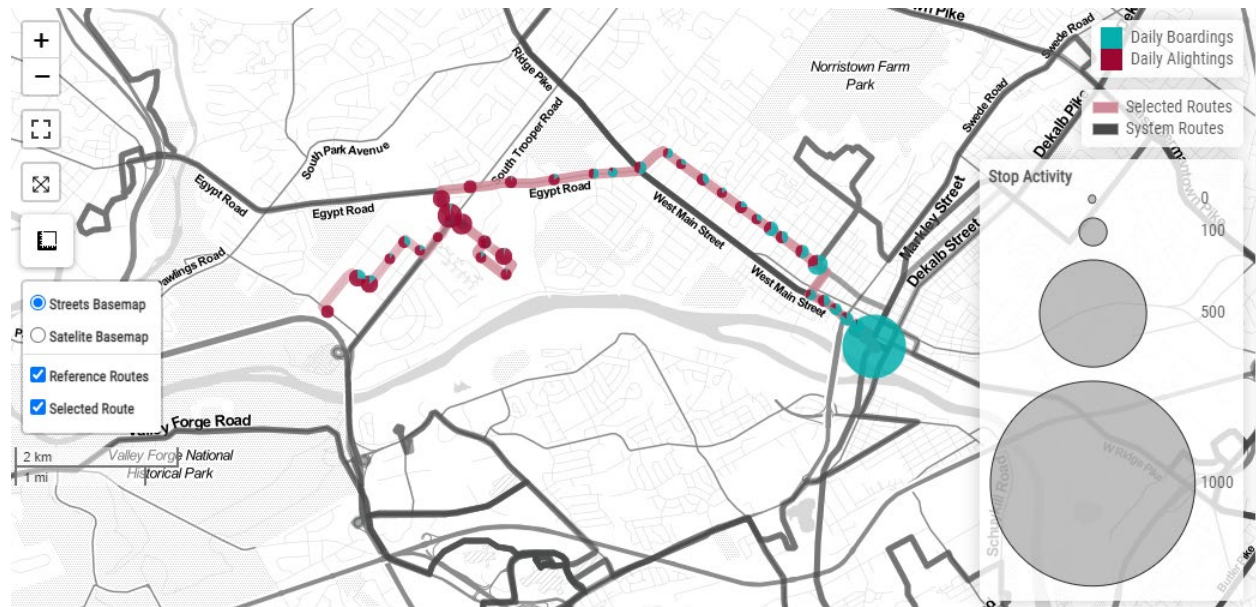 +
−
Streets Basemap
Satelite Basemap
Reference Routes
Selected Route
2 km
1 mi
Ridge Pike
South Park Avenue
South Trooper Road
Egypt Road
Egypt Road
Egypt Road
West Main Street
West Main Street
Norristown Farm
Park
Swede Road
Swede Road
Dekalb Pike
Markley Street
Dekalb Street
Valley Forge Road
Valley Forge National
Historical Park
Daily Boardings
Daily Alightings
Selected Routes
System Routes
Stop Activity
0
100
500
1000
W Ridge Pike